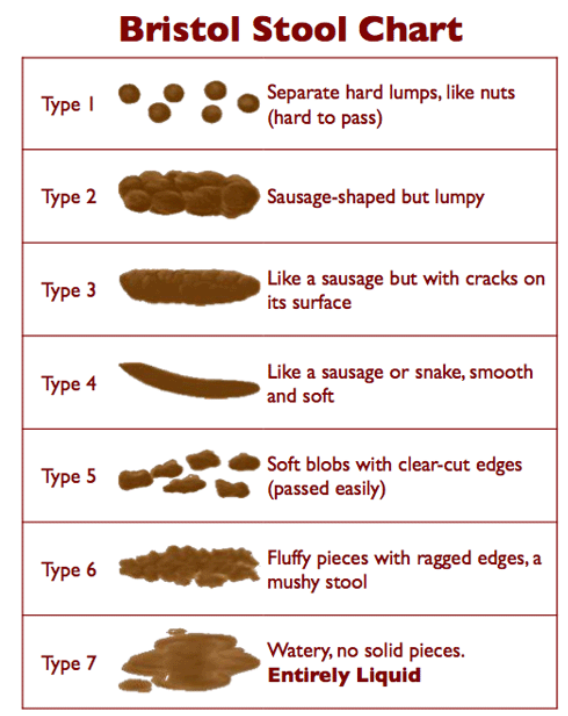 Bristol Stool Chart
Type 1
Separate hard lumps, like nuts
(hard to pass)
Type 2
Sausage-shaped but lumpy
Type 3
Like a sausage but with cracks on
its surface
Type 4
Like a sausage or snake, smooth
and soft
Type 5
Soft blobs with clear-cut edges
(passed easily)
Type 6
Fluffy pieces with ragged edges, a
mushy stool
Type 7
Watery, no solid pieces.
Entirely Liquid